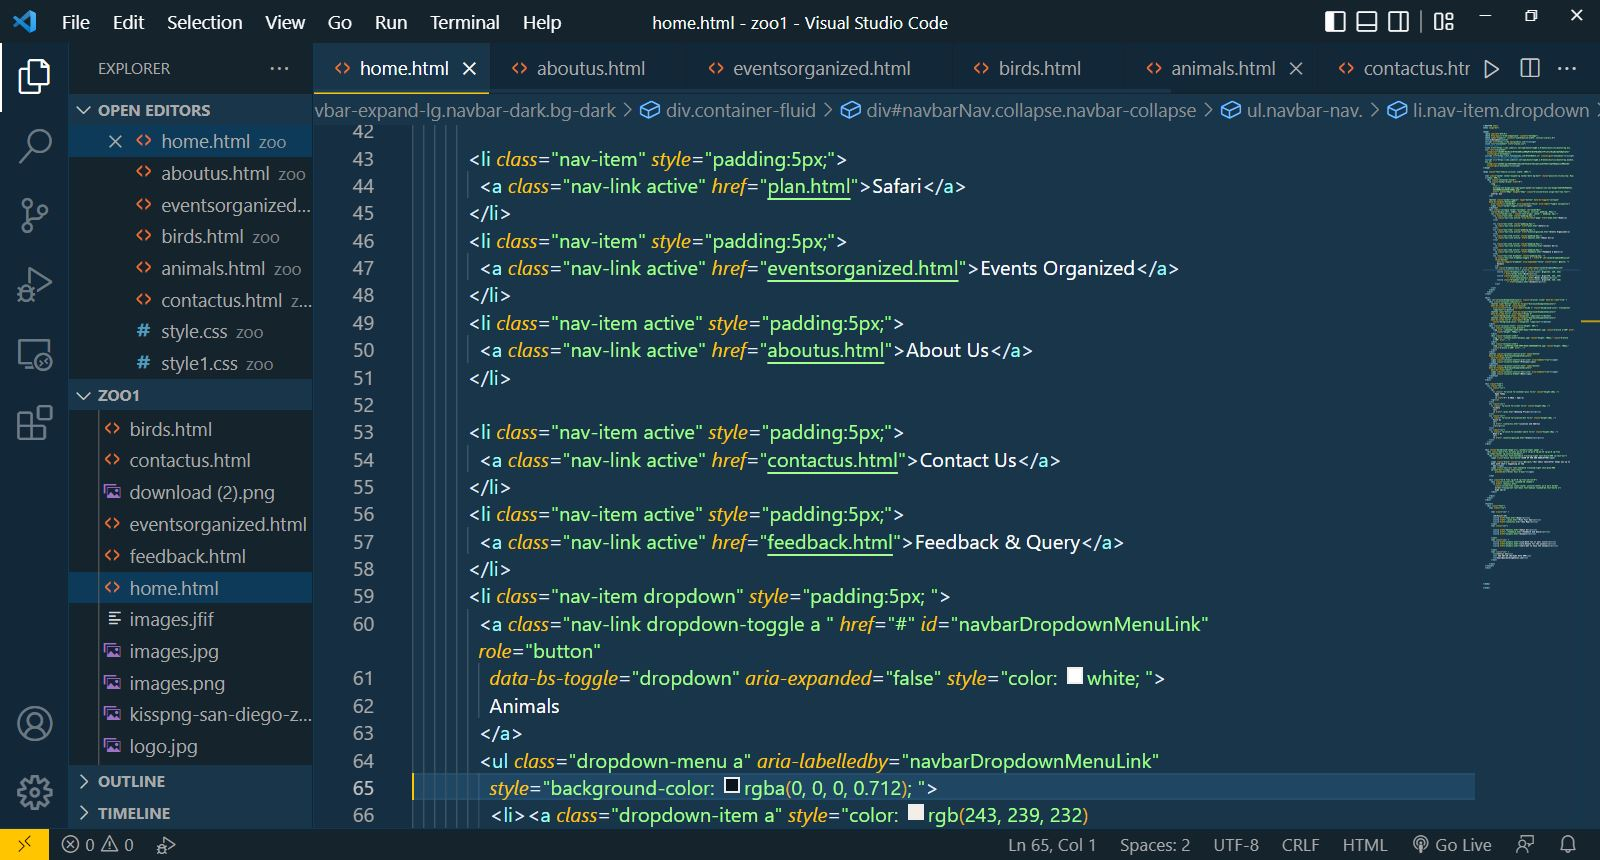 File Edit Selection View Go Run Terminal Help home.html - zoo1 - Visual Studio Code
EXPLORER
home.html aboutus.html eventsorganized.html birds.html animals.html contactus.htr
OPEN EDITORS
vbar-expand-lg.navbar-dark.bg-dark > div.container-fluid > div#navbarNav.collapse.navbar-collapse > ul.navbar-nav. > li.nav-item.dropdown >
home.html zoo
aboutus.html zoo
eventsorganized...
birds.html zoo
animals.html zoo
contactus.html z...
# style.css zoo
# style1.css zoo
ZOO1
birds.html
contactus.html
download (2).png
eventsorganized.html
feedback.html
home.html
images.jfif
images.jpg
images.png
kisspng-san-diego-z...
logo.jpg
OUTLINE
TIMELINE
42
43 <li class="nav-item" style="padding:5px;">
44 <a class="nav-link active" href="plan.html">Safari</a>
45 </li>
46 <li class="nav-item" style="padding:5px;">
47 <a class="nav-link active" href="eventsorganized.html">Events Organized</a>
48 </li>
49 <li class="nav-item active" style="padding:5px;">
50 <a class="nav-link active" href="aboutus.html">About Us</a>
51 </li>
52
53 <li class="nav-item active" style="padding:5px;">
54 <a class="nav-link active" href="contactus.html">Contact Us</a>
55 </li>
56 <li class="nav-item active" style="padding:5px;">
57 <a class="nav-link active" href="feedback.html">Feedback & Query</a>
58 </li>
59 <li class="nav-item dropdown" style="padding:5px; ">
60 <a class="nav-link dropdown-toggle a " href="#" id="navbarDropdownMenuLink"
role="button"
61 data-bs-toggle="dropdown" aria-expanded="false" style="color: white; ">
62 Animals
63 </a>
64 <ul class="dropdown-menu a" aria-labelledby="navbarDropdownMenuLink"
65 style="background-color: rgba(0, 0, 0, 0.712); ">
66 <li><a class="dropdown-item a" style="color: rgb(243, 239, 232)
0 0 Ln 65, Col 1 Spaces: 2 UTF-8 CRLF HTML Go Live